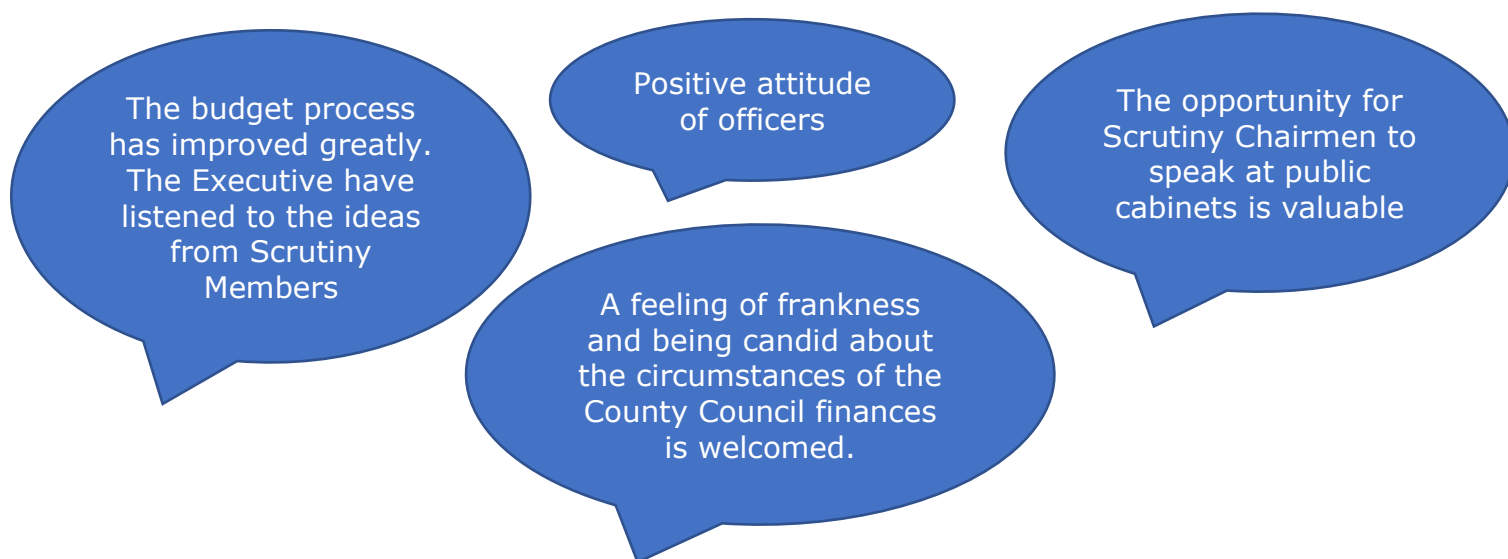 The budget process
has improved greatly.
The Executive have
listened to the ideas
from Scrutiny
Members
Positive attitude
of officers
The opportunity for
Scrutiny Chairmen to
speak at public
cabinets is valuable
A feeling of frankness
and being candid about
the circumstances of the
County Council finances
is welcomed.